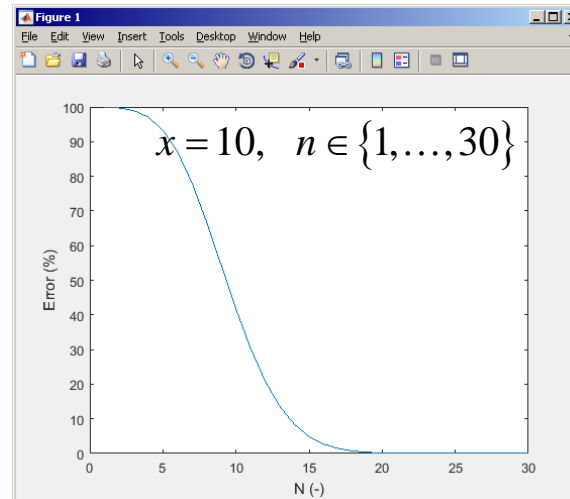 Figure 1
File Edit View Insert Tools Desktop Window Help
100
x = 10, n ∈ {1,…,30}
90
80
70
60
50
40
30
20
10
0
Error (%)
0 5 10 15 20 25 30
N (-)